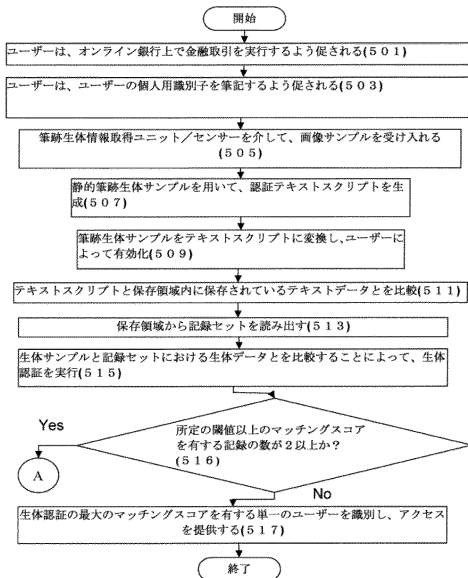 開始
ユーザーは、オンライン銀行上で金融取引を実行するよう促される(５０１)
ユーザーは、ユーザーの個人用識別子を筆記するよう促される(５０３)
筆跡生体情報取得ユニット／センサーを介して、画像サンプルを受け入れる
(５０５)
静的筆跡生体サンプルを用いて、認証テキストスクリプトを生
成(５０７)
筆跡生体サンプルをテキストスクリプトに変換し、ユーザーに
よって有効化(５０９)
テキストスクリプトと保存領域内に保存されているテキストデータとを比較(５１１)
保存領域から記録セットを読み出す(５１３)
生体サンプルと記録セットにおける生体データとを比較することによって、生体
認証を実行(５１５)
Yes
所定の閾値以上のマッチングスコア
を有する記録の数が２以上か？
(５１６)
A
No
生体認証の最大のマッチングスコアを有する単一のユーザーを識別し、アクセス
を提供する(５１７)
終了